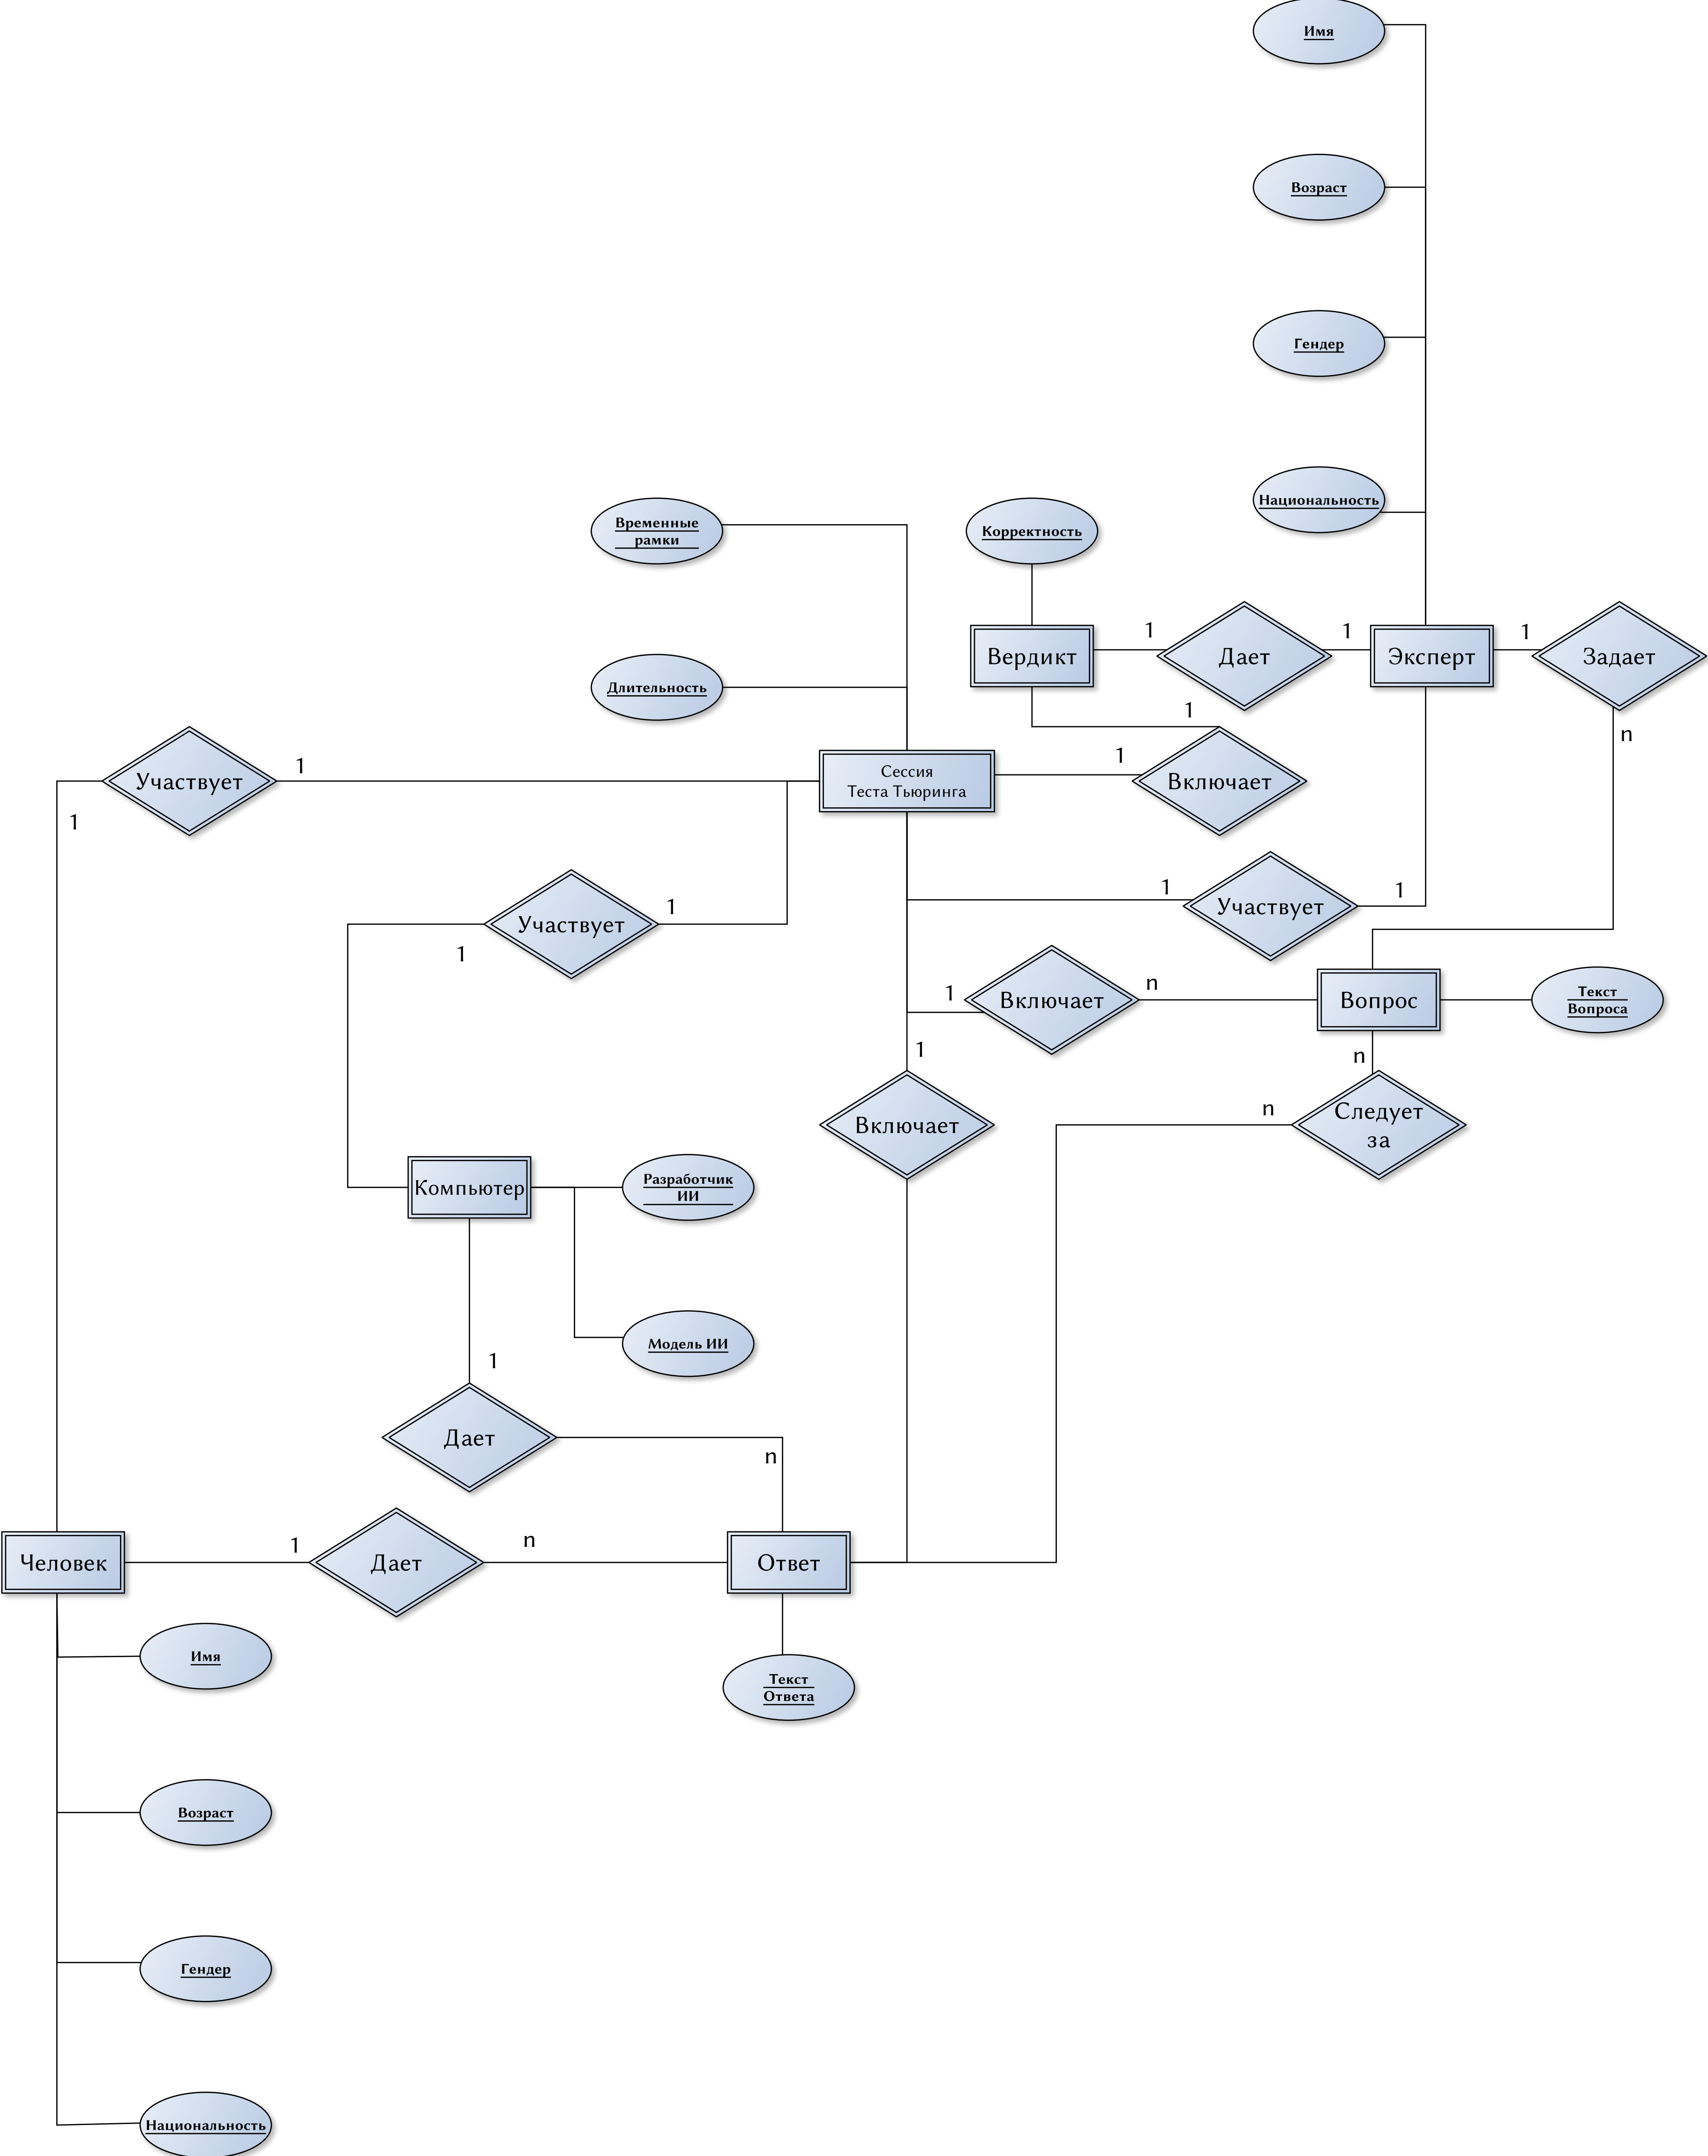 Имя
Возраст
Гендер
Национальность
Временные
рамки
Корректность
1
1
1
Вердикт
Дает
Эксперт
Задает
Длительность
1
n
1
1
Участвует
Сессия
Теста Тьюринга
Включает
1
1
1
1
Участвует
Участвует
1
1
n
Включает
Вопрос
Текст
Вопроса
1
n
n
Включает
Следует
за
Компьютер
Разработчик
ИИ
Модель ИИ
1
Дает
n
1
n
Человек
Дает
Ответ
Имя
Текст
Ответа
Возраст
Гендер
Национальность